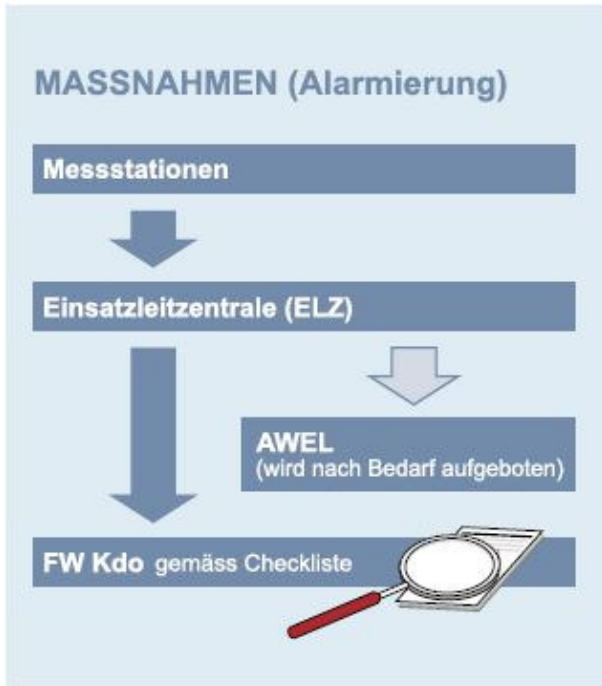 MASSNAHMEN (Alarmierung)
Messstationen
Einsatzleitzentrale (ELZ)
AWEL
(wird nach Bedarf aufgeboten)
FW Kdo gemäss Checkliste